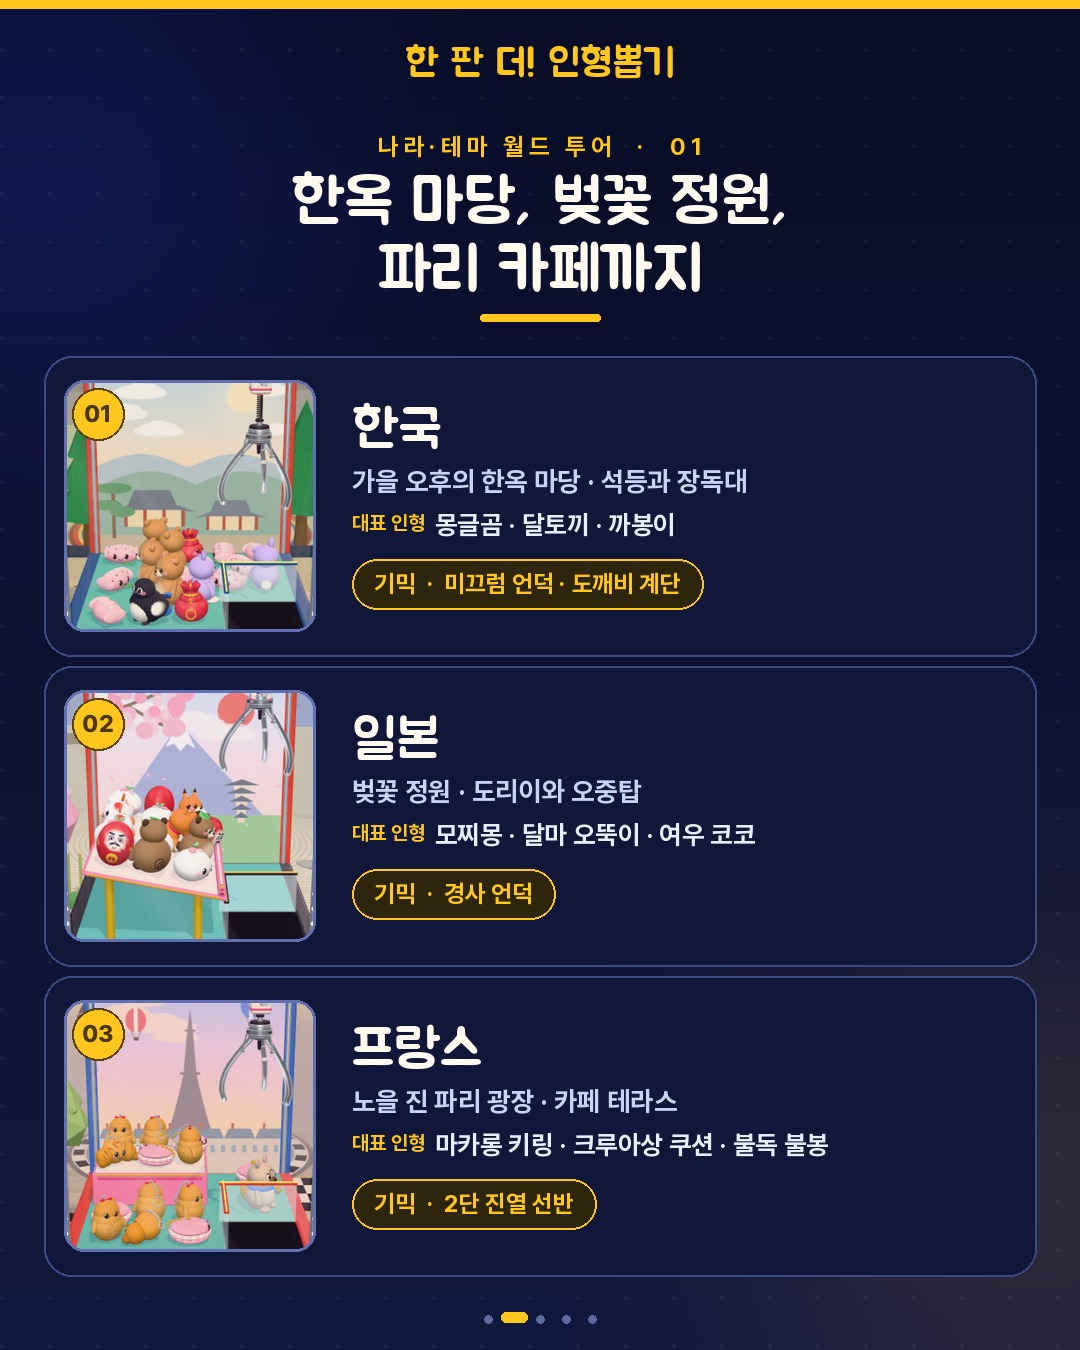 한 판 더! 인형뽑기
나라·테마 월드 투어 · 01
한옥 마당, 벚꽃 정원,
파리 카페까지
01
한국
가을 오후의 한옥 마당 · 석등과 장독대
대표 인형 몽글곰 · 달토끼 · 까봉이
기믹 · 미끄럼 언덕 · 도깨비 계단
02
일본
벚꽃 정원 · 도리이와 오중탑
대표 인형 모찌몽 · 달마 오뚝이 · 여우 코코
기믹 · 경사 언덕
03
프랑스
노을 진 파리 광장 · 카페 테라스
대표 인형 마카롱 키링 · 크루아상 쿠션 · 불독 불봉
기믹 · 2단 진열 선반